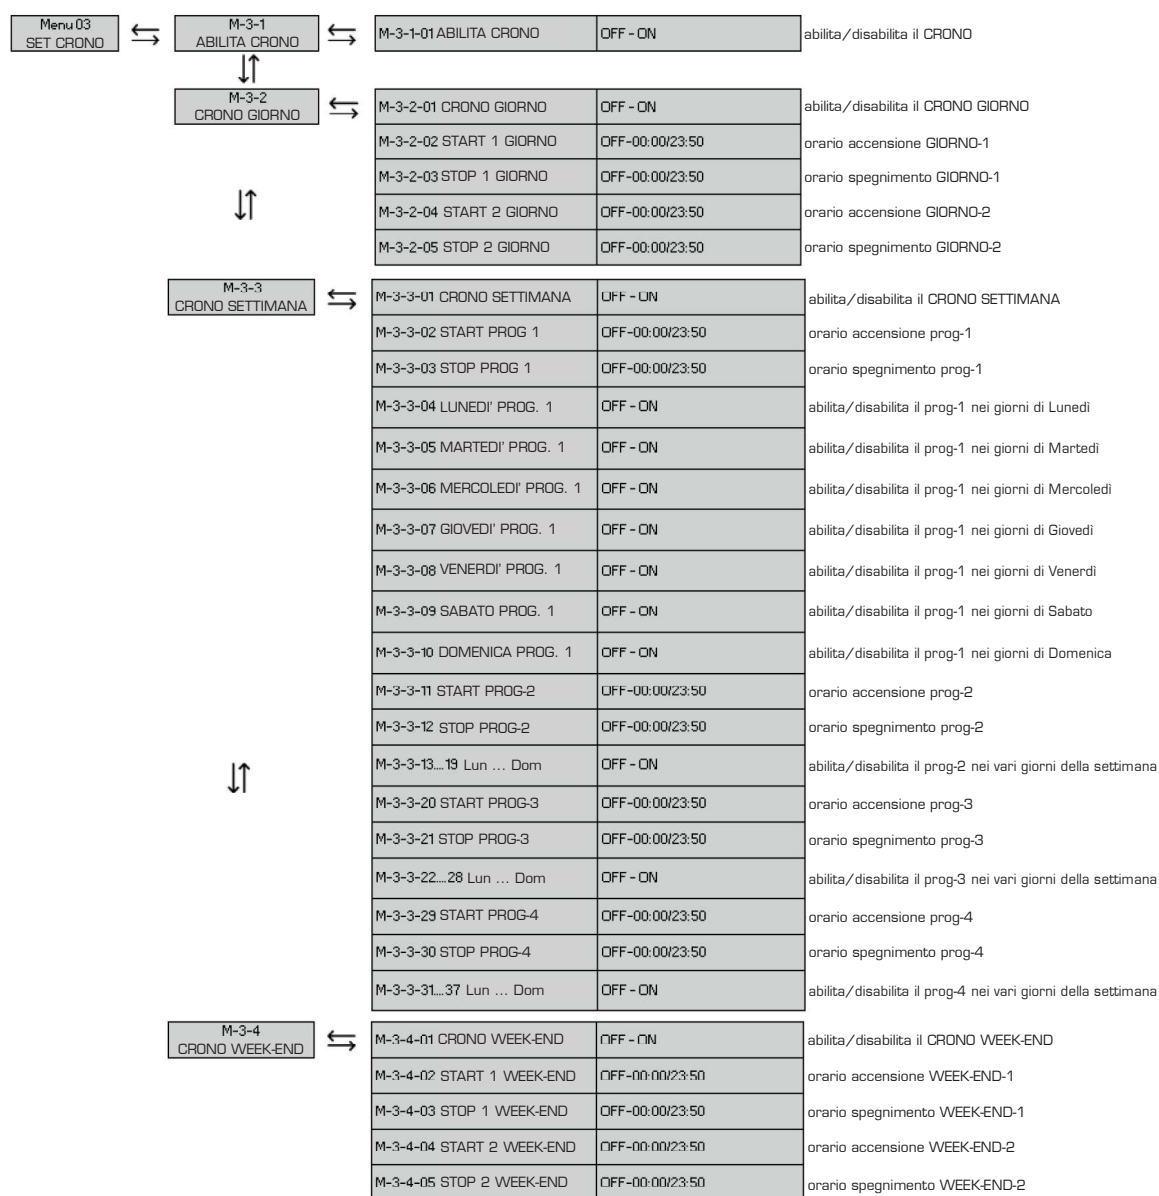 Menu 03
SET CRONO
M-3-1
ABILITA CRONO
M-3-1-01 ABILITA CRONO OFF - ON abilita/disabilita il CRONO
M-3-2
CRONO GIORNO
M-3-2-01 CRONO GIORNO OFF - ON abilita/disabilita il CRONO GIORNO
M-3-2-02 START 1 GIORNO OFF-00:00/23:50 orario accensione GIORNO-1
M-3-2-03 STOP 1 GIORNO OFF-00:00/23:50 orario spegnimento GIORNO-1
M-3-2-04 START 2 GIORNO OFF-00:00/23:50 orario accensione GIORNO-2
M-3-2-05 STOP 2 GIORNO OFF-00:00/23:50 orario spegnimento GIORNO-2
M-3-3
CRONO SETTIMANA
M-3-3-01 CRONO SETTIMANA OFF - ON abilita/disabilita il CRONO SETTIMANA
M-3-3-02 START PROG 1 OFF-00:00/23:50 orario accensione prog-1
M-3-3-03 STOP PROG 1 OFF-00:00/23:50 orario spegnimento prog-1
M-3-3-04 LUNEDI' PROG. 1 OFF - ON abilita/disabilita il prog-1 nei giorni di Lunedì
M-3-3-05 MARTEDI' PROG. 1 OFF - ON abilita/disabilita il prog-1 nei giorni di Martedì
M-3-3-06 MERCOLEDI' PROG. 1 OFF - ON abilita/disabilita il prog-1 nei giorni di Mercoledì
M-3-3-07 GIOVEDI' PROG. 1 OFF - ON abilita/disabilita il prog-1 nei giorni di Giovedì
M-3-3-08 VENERDI' PROG. 1 OFF - ON abilita/disabilita il prog-1 nei giorni di Venerdì
M-3-3-09 SABATO PROG. 1 OFF - ON abilita/disabilita il prog-1 nei giorni di Sabato
M-3-3-10 DOMENICA PROG. 1 OFF - ON abilita/disabilita il prog-1 nei giorni di Domenica
M-3-3-11 START PROG-2 OFF-00:00/23:50 orario accensione prog-2
M-3-3-12 STOP PROG-2 OFF-00:00/23:50 orario spegnimento prog-2
M-3-3-13....19 Lun ... Dom OFF - ON abilita/disabilita il prog-2 nei vari giorni della settimana
M-3-3-20 START PROG-3 OFF-00:00/23:50 orario accensione prog-3
M-3-3-21 STOP PROG-3 OFF-00:00/23:50 orario spegnimento prog-3
M-3-3-22....28 Lun ... Dom OFF - ON abilita/disabilita il prog-3 nei vari giorni della settimana
M-3-3-29 START PROG-4 OFF-00:00/23:50 orario accensione prog-4
M-3-3-30 STOP PROG-4 OFF-00:00/23:50 orario spegnimento prog-4
M-3-3-31....37 Lun ... Dom OFF - ON abilita/disabilita il prog-4 nei vari giorni della settimana
M-3-4
CRONO WEEK-END
M-3-4-01 CRONO WEEK-END OFF - ON abilita/disabilita il CRONO WEEK-END
M-3-4-02 START 1 WEEK-END OFF-00:00/23:50 orario accensione WEEK-END-1
M-3-4-03 STOP 1 WEEK-END OFF-00:00/23:50 orario spegnimento WEEK-END-1
M-3-4-04 START 2 WEEK-END OFF-00:00/23:50 orario accensione WEEK-END-2
M-3-4-05 STOP 2 WEEK-END OFF-00:00/23:50 orario spegnimento WEEK-END-2